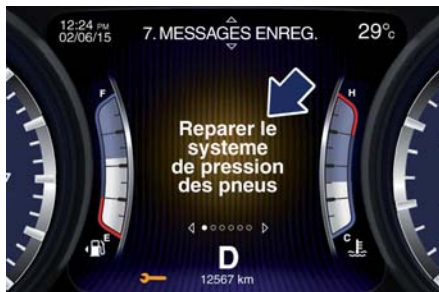 12:24 PM
02/06/15
7. MESSAGES ENREG.
29°c
F
H
Reparer le
systeme
de pression
des pneus
E
C
D
12567 km